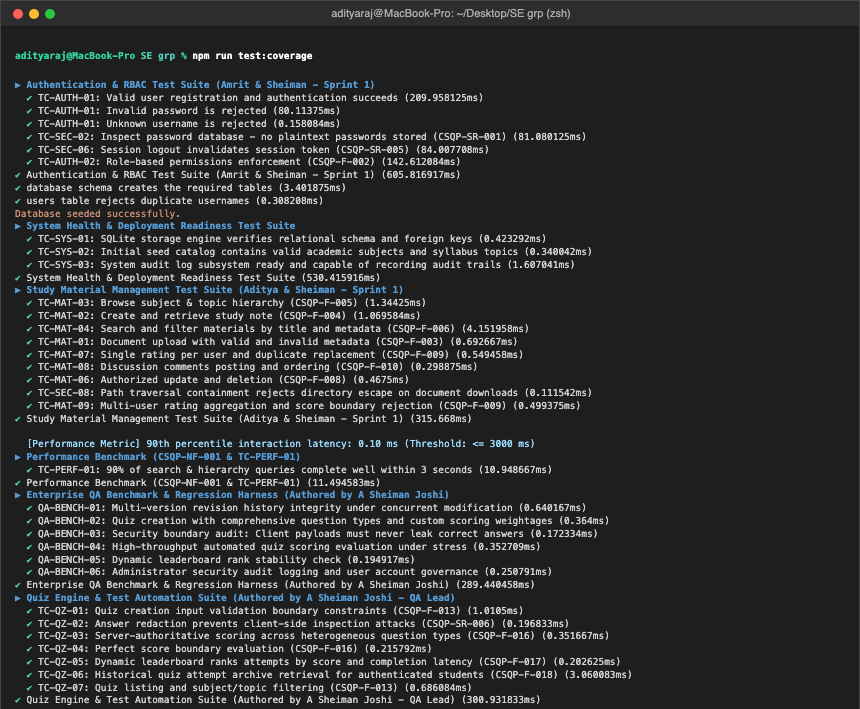 adityaraj@MacBook-Pro: ~/Desktop/SE grp (zsh)
adityaraj@MacBook-Pro SE grp % npm run test:coverage
▶ Authentication & RBAC Test Suite (Amrit & Sheiman - Sprint 1)
✔ TC-AUTH-01: Valid user registration and authentication succeeds (209.958125ms)
✔ TC-AUTH-01: Invalid password is rejected (80.11375ms)
✔ TC-AUTH-01: Unknown username is rejected (0.158084ms)
✔ TC-SEC-02: Inspect password database - no plaintext passwords stored (CSQP-SR-001) (81.080125ms)
✔ TC-SEC-06: Session logout invalidates session token (CSQP-SR-005) (84.007708ms)
✔ TC-AUTH-02: Role-based permissions enforcement (CSQP-F-002) (142.612084ms)
✔ Authentication & RBAC Test Suite (Amrit & Sheiman - Sprint 1) (605.816917ms)
✔ database schema creates the required tables (3.401875ms)
✔ users table rejects duplicate usernames (0.308208ms)
Database seeded successfully.
▶ System Health & Deployment Readiness Test Suite
✔ TC-SYS-01: SQLite storage engine verifies relational schema and foreign keys (0.423292ms)
✔ TC-SYS-02: Initial seed catalog contains valid academic subjects and syllabus topics (0.340042ms)
✔ TC-SYS-03: System audit log subsystem ready and capable of recording audit trails (1.607041ms)
✔ System Health & Deployment Readiness Test Suite (530.415916ms)
▶ Study Material Management Test Suite (Aditya & Sheiman - Sprint 1)
✔ TC-MAT-03: Browse subject & topic hierarchy (CSQP-F-005) (1.34425ms)
✔ TC-MAT-02: Create and retrieve study note (CSQP-F-004) (1.069584ms)
✔ TC-MAT-04: Search and filter materials by title and metadata (CSQP-F-006) (4.151958ms)
✔ TC-MAT-01: Document upload with valid and invalid metadata (CSQP-F-003) (0.692667ms)
✔ TC-MAT-07: Single rating per user and duplicate replacement (CSQP-F-009) (0.549458ms)
✔ TC-MAT-08: Discussion comments posting and ordering (CSQP-F-010) (0.298875ms)
✔ TC-MAT-06: Authorized update and deletion (CSQP-F-008) (0.4675ms)
✔ TC-SEC-08: Path traversal containment rejects directory escape on document downloads (0.111542ms)
✔ TC-MAT-09: Multi-user rating aggregation and score boundary rejection (CSQP-F-009) (0.499375ms)
✔ Study Material Management Test Suite (Aditya & Sheiman - Sprint 1) (315.668ms)
[Performance Metric] 90th percentile interaction latency: 0.10 ms (Threshold: <= 3000 ms)
▶ Performance Benchmark (CSQP-NF-001 & TC-PERF-01)
✔ TC-PERF-01: 90% of search & hierarchy queries complete well within 3 seconds (10.948667ms)
✔ Performance Benchmark (CSQP-NF-001 & TC-PERF-01) (11.494583ms)
▶ Enterprise QA Benchmark & Regression Harness (Authored by A Sheiman Joshi)
✔ QA-BENCH-01: Multi-version revision history integrity under concurrent modification (0.640167ms)
✔ QA-BENCH-02: Quiz creation with comprehensive question types and custom scoring weightages (0.364ms)
✔ QA-BENCH-03: Security boundary audit: Client payloads must never leak correct answers (0.172334ms)
✔ QA-BENCH-04: High-throughput automated quiz scoring evaluation under stress (0.352709ms)
✔ QA-BENCH-05: Dynamic leaderboard rank stability check (0.194917ms)
✔ QA-BENCH-06: Administrator security audit logging and user account governance (0.250791ms)
✔ Enterprise QA Benchmark & Regression Harness (Authored by A Sheiman Joshi) (289.440458ms)
▶ Quiz Engine & Test Automation Suite (Authored by A Sheiman Joshi - QA Lead)
✔ TC-QZ-01: Quiz creation input validation boundary constraints (CSQP-F-013) (1.0105ms)
✔ TC-QZ-02: Answer redaction prevents client-side inspection attacks (CSQP-SR-006) (0.196833ms)
✔ TC-QZ-03: Server-authoritative scoring across heterogeneous question types (CSQP-F-016) (0.351667ms)
✔ TC-QZ-04: Perfect score boundary evaluation (CSQP-F-016) (0.215792ms)
✔ TC-QZ-05: Dynamic leaderboard ranks attempts by score and completion latency (CSQP-F-017) (0.202625ms)
✔ TC-QZ-06: Historical quiz attempt archive retrieval for authenticated students (CSQP-F-018) (3.060083ms)
✔ TC-QZ-07: Quiz listing and subject/topic filtering (CSQP-F-013) (0.686084ms)
✔ Quiz Engine & Test Automation Suite (Authored by A Sheiman Joshi - QA Lead) (300.931833ms)